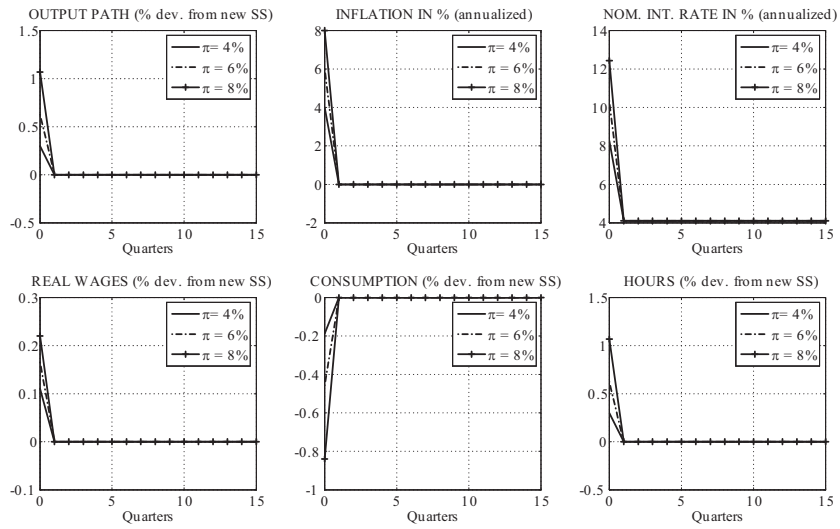 OUTPUT PATH (% dev. from new SS)
1.5
1
0.5
0
-0.5
0
5
10
15
Quarters
π= 4%
π = 6%
π = 8%
INFLATION IN % (annualized)
8
6
4
2
0
-2
0
5
10
15
Quarters
π= 4%
π = 6%
π = 8%
NOM. INT. RATE IN % (annualized)
14
12
10
8
6
4
0
5
10
15
Quarters
π= 4%
π = 6%
π = 8%
REAL WAGES (% dev. from new SS)
0.3
0.2
0.1
0
-0.1
0
5
10
15
Quarters
π= 4%
π = 6%
π = 8%
CONSUMPTION (% dev. from new SS)
0
-0.2
-0.4
-0.6
-0.8
-1
0
5
10
15
Quarters
π= 4%
π = 6%
π = 8%
HOURS (% dev. from new SS)
1.5
1
0.5
0
-0.5
0
5
10
15
Quarters
π= 4%
π = 6%
π = 8%